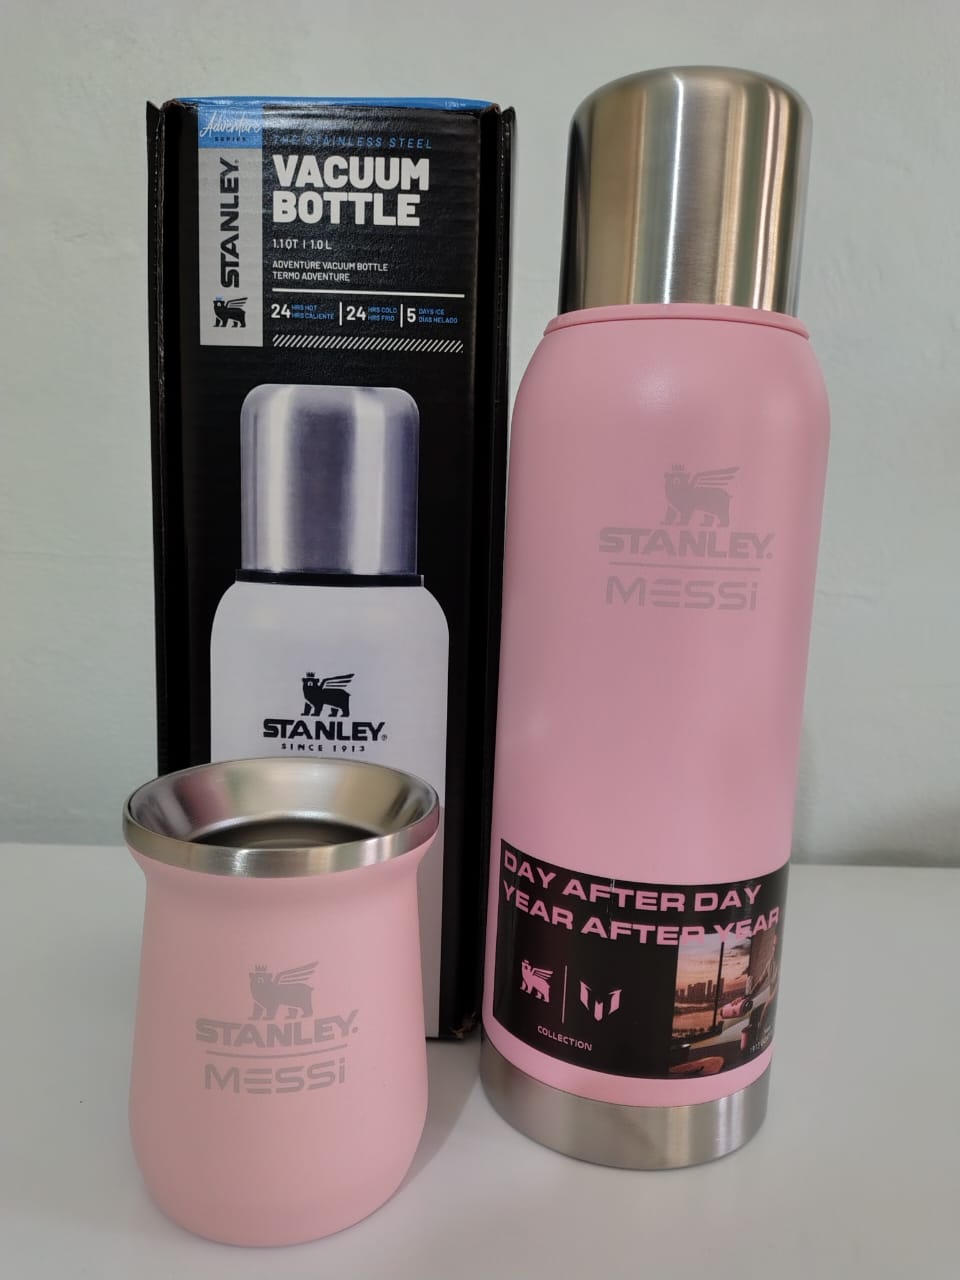 Adventure
SERIES
STANLEY
THE STAINLESS STEEL
VACUUM
BOTTLE
1.1 QT | 1.0 L
ADVENTURE VACUUM BOTTLE
TERMO ADVENTURE
24 HRS HOT
HRS CALIENTE
24 HRS COLD
HRS FRIO
5 DAYS ICE
DÍAS HELADO
STANLEY®
SINCE 1913
STANLEY.
MESSi
DAY AFTER DAY
YEAR AFTER YEAR
COLLECTION
STANLEY.
MESSi